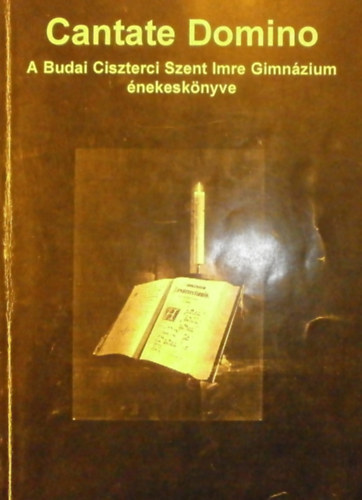 Cantate Domino
A Budai Ciszterci Szent Imre Gimnázium
énekeskönyve